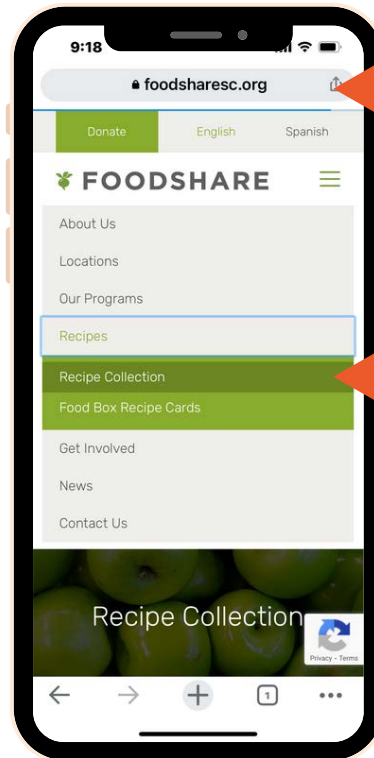 9:18
foodsharesc.org
Donate English Spanish
FOODSHARE
About Us
Locations
Our Programs
Recipes
Recipe Collection
Food Box Recipe Cards
Get Involved
News
Contact Us
Recipe Collection
Privacy - Terms
1